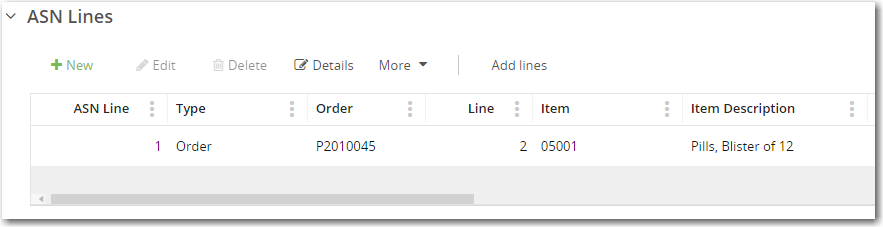 ASN Lines
New Edit Delete Details More Add lines
ASN Line Type Order Line Item Item Description
1 Order P2010045 2 05001 Pills, Blister of 12